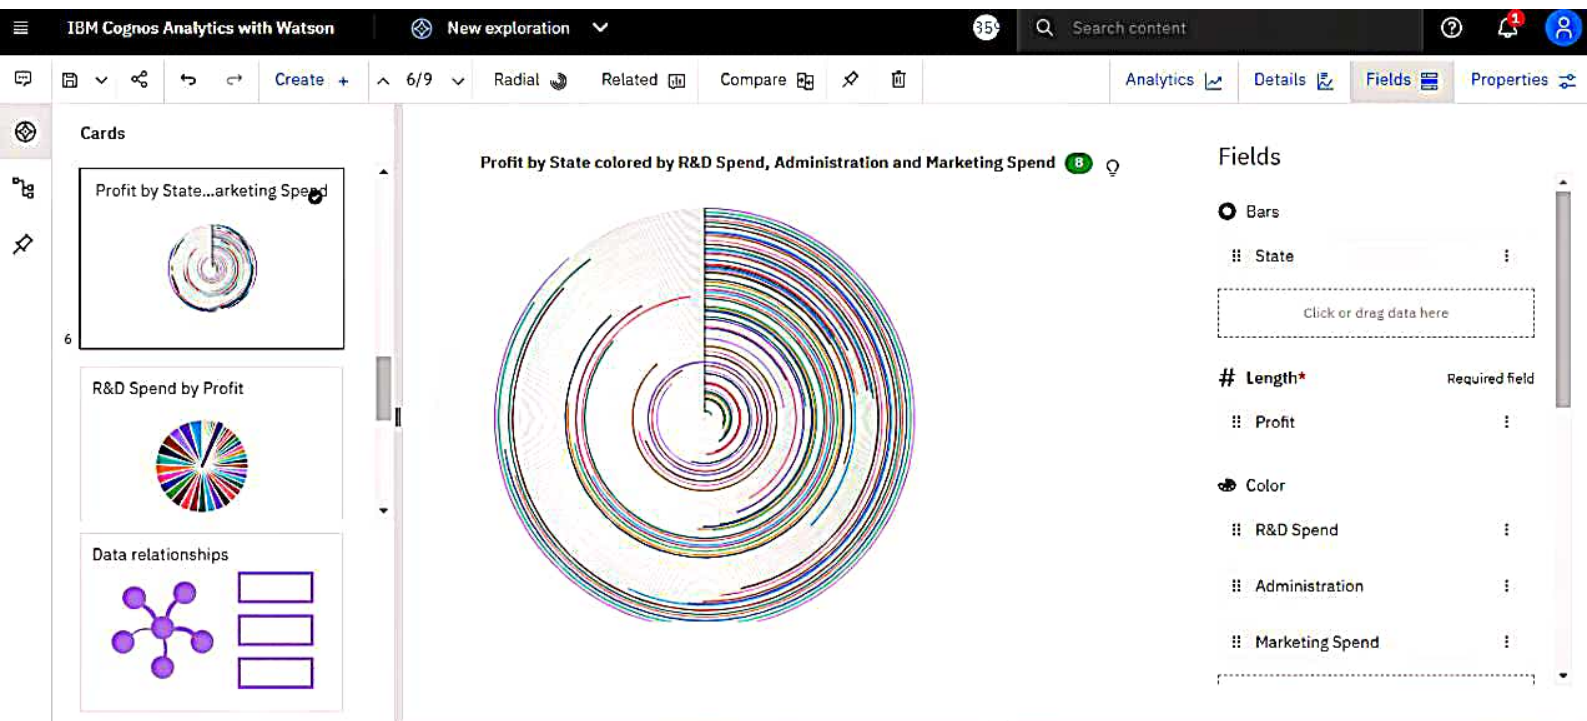 IBM Cognos Analytics with Watson
New exploration
Search content
1
Create +
6/9
Radial
Related
Compare
Analytics
Details
Fields
Properties
Cards
Profit by State...arketing Spend
6
R&D Spend by Profit
Data relationships
Profit by State colored by R&D Spend, Administration and Marketing Spend 8
Fields
Bars
State
Click or drag data here
# Length*
Required field
Profit
Color
R&D Spend
Administration
Marketing Spend